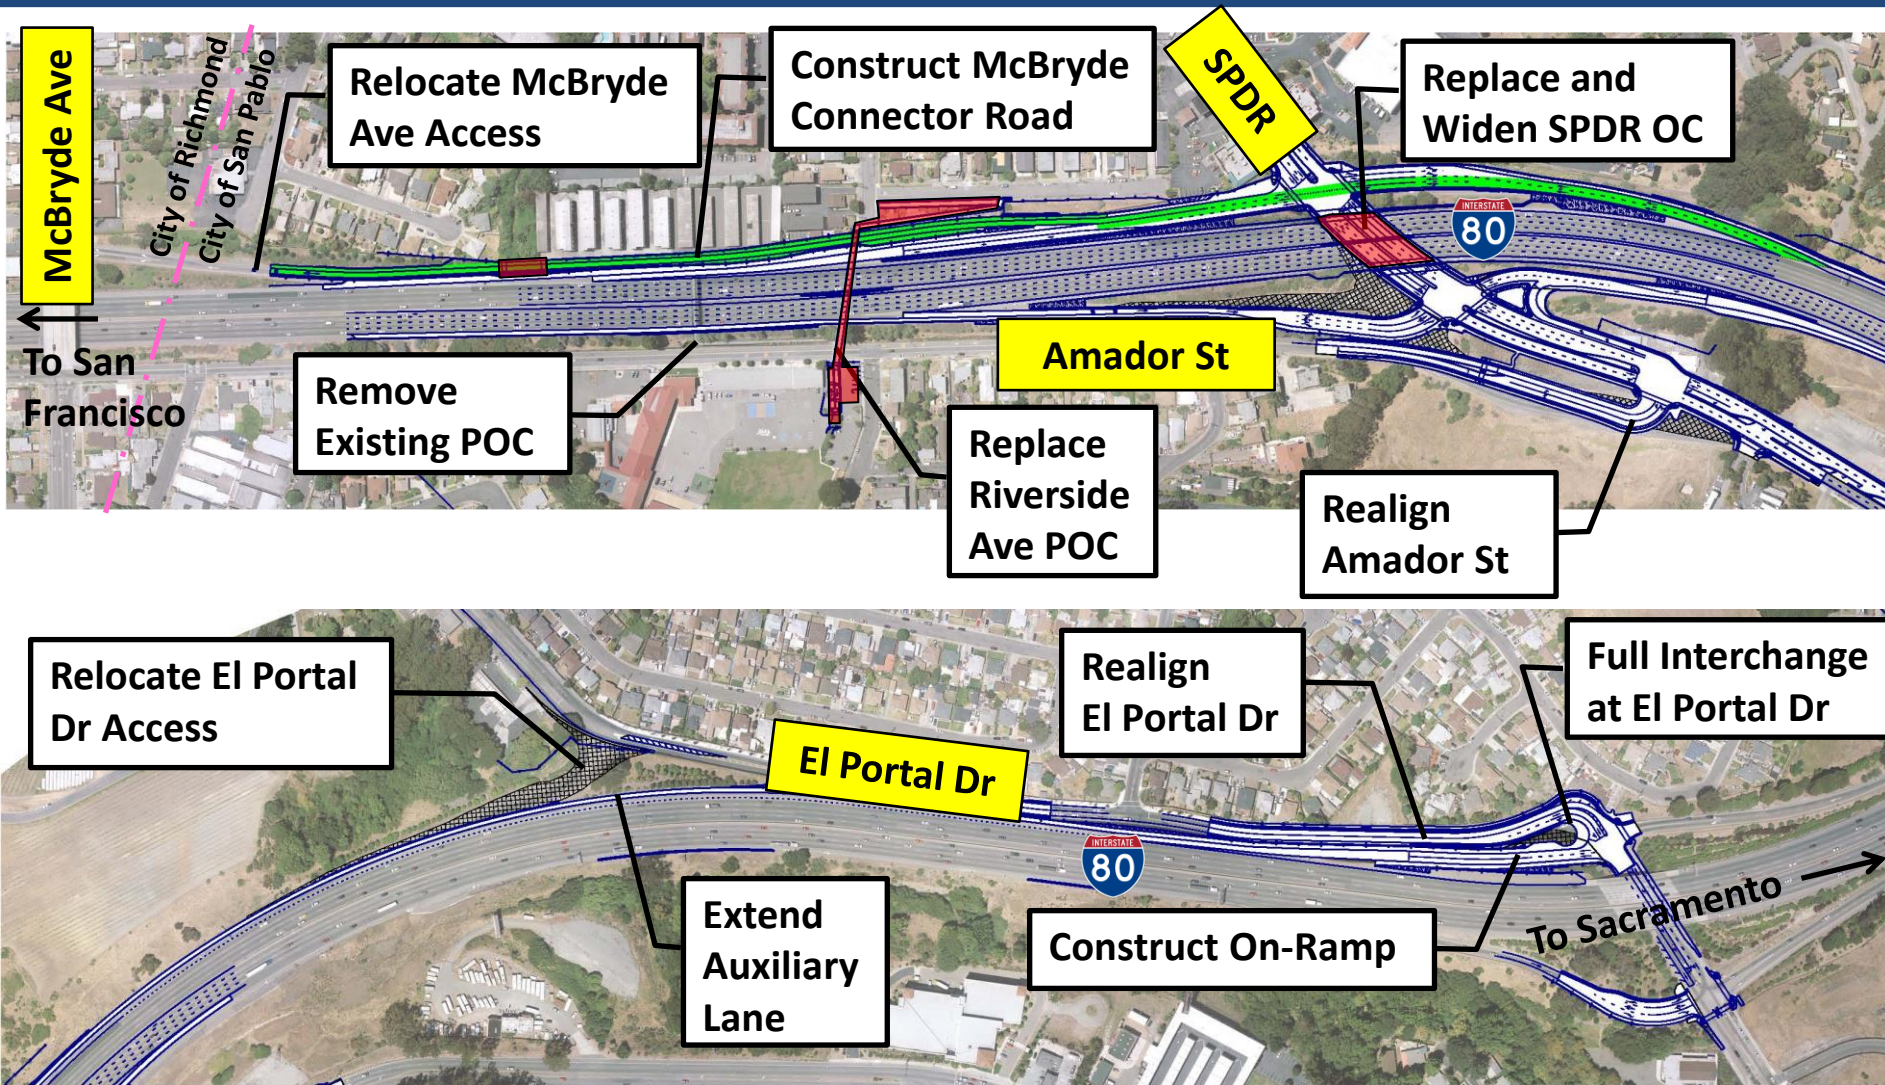 McBryde Ave
City of Richmond
City of San Pablo
Relocate McBryde
Ave Access
Construct McBryde
Connector Road
SPDR
Replace and
Widen SPDR OC
INTERSTATE
80
To San
Francisco
Remove
Existing POC
Amador St
Replace
Riverside
Ave POC
Realign
Amador St
Relocate El Portal
Dr Access
El Portal Dr
Realign
El Portal Dr
Full Interchange
at El Portal Dr
INTERSTATE
80
Extend
Auxiliary
Lane
Construct On-Ramp
To Sacramento